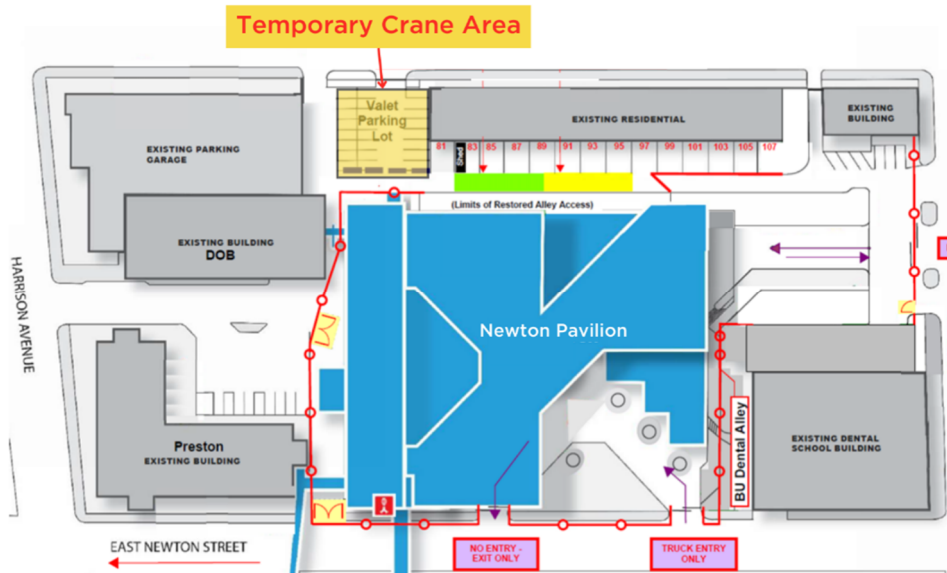 Temporary Crane Area
Valet
Parking
Lot
EXISTING RESIDENTIAL
EXISTING
BUILDING
EXISTING PARKING
GARAGE
81
Shed
83
85
87
89
91
93
95
97
99
101
103
105
107
(Limits of Restored Alley Access)
EXISTING BUILDING
DOB
HARRISON AVENUE
Newton Pavilion
Preston
EXISTING BUILDING
BU Dental Alley
EXISTING DENTAL
SCHOOL BUILDING
EAST NEWTON STREET
NO ENTRY -
EXIT ONLY
TRUCK ENTRY
ONLY